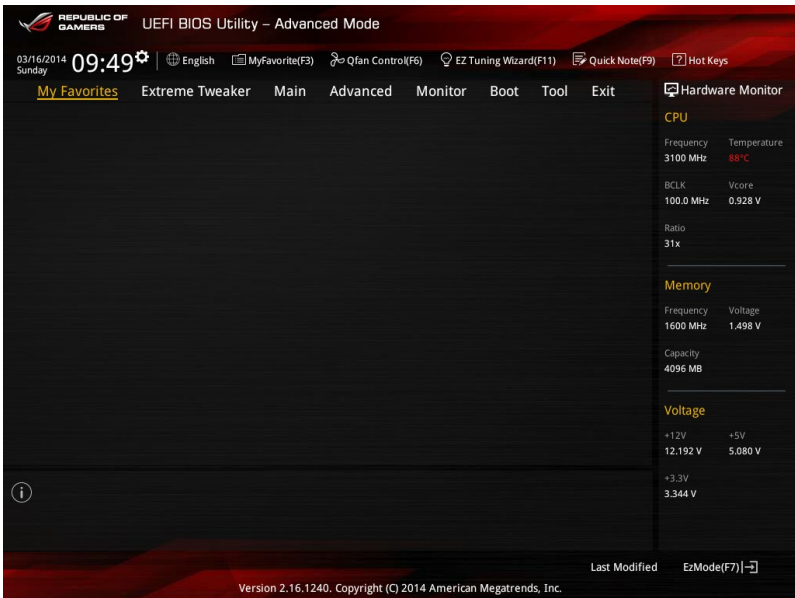 REPUBLIC OF
GAMERS
UEFI BIOS Utility – Advanced Mode
03/16/2014
Sunday
09:49
English
MyFavorite(F3)
Qfan Control(F6)
EZ Tuning Wizard(F11)
Quick Note(F9)
? Hot Keys
My Favorites Extreme Tweaker Main Advanced Monitor Boot Tool Exit
Hardware Monitor
CPU
Frequency Temperature
3100 MHz 88°C
BCLK Vcore
100.0 MHz 0.928 V
Ratio
31x
Memory
Frequency Voltage
1600 MHz 1.498 V
Capacity
4096 MB
Voltage
+12V +5V
12.192 V 5.080 V
+3.3V
3.344 V
i
Last Modified
EzMode(F7)
Version 2.16.1240. Copyright (C) 2014 American Megatrends, Inc.